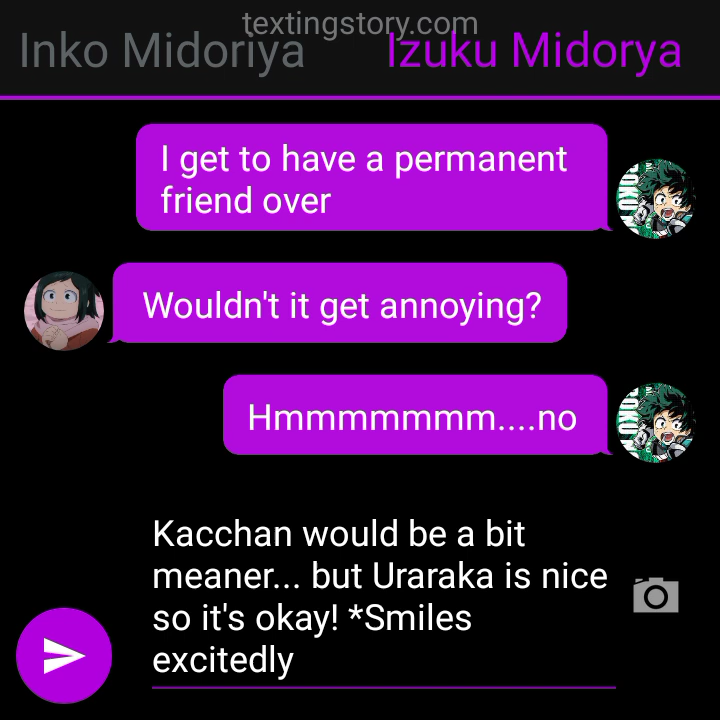 textingstory.com
Inko Midoriya Izuku Midorya
I get to have a permanent
friend over
Wouldn't it get annoying?
Hmmmmmmm....no
Kacchan would be a bit
meaner... but Uraraka is nice
so it's okay! *Smiles
excitedly